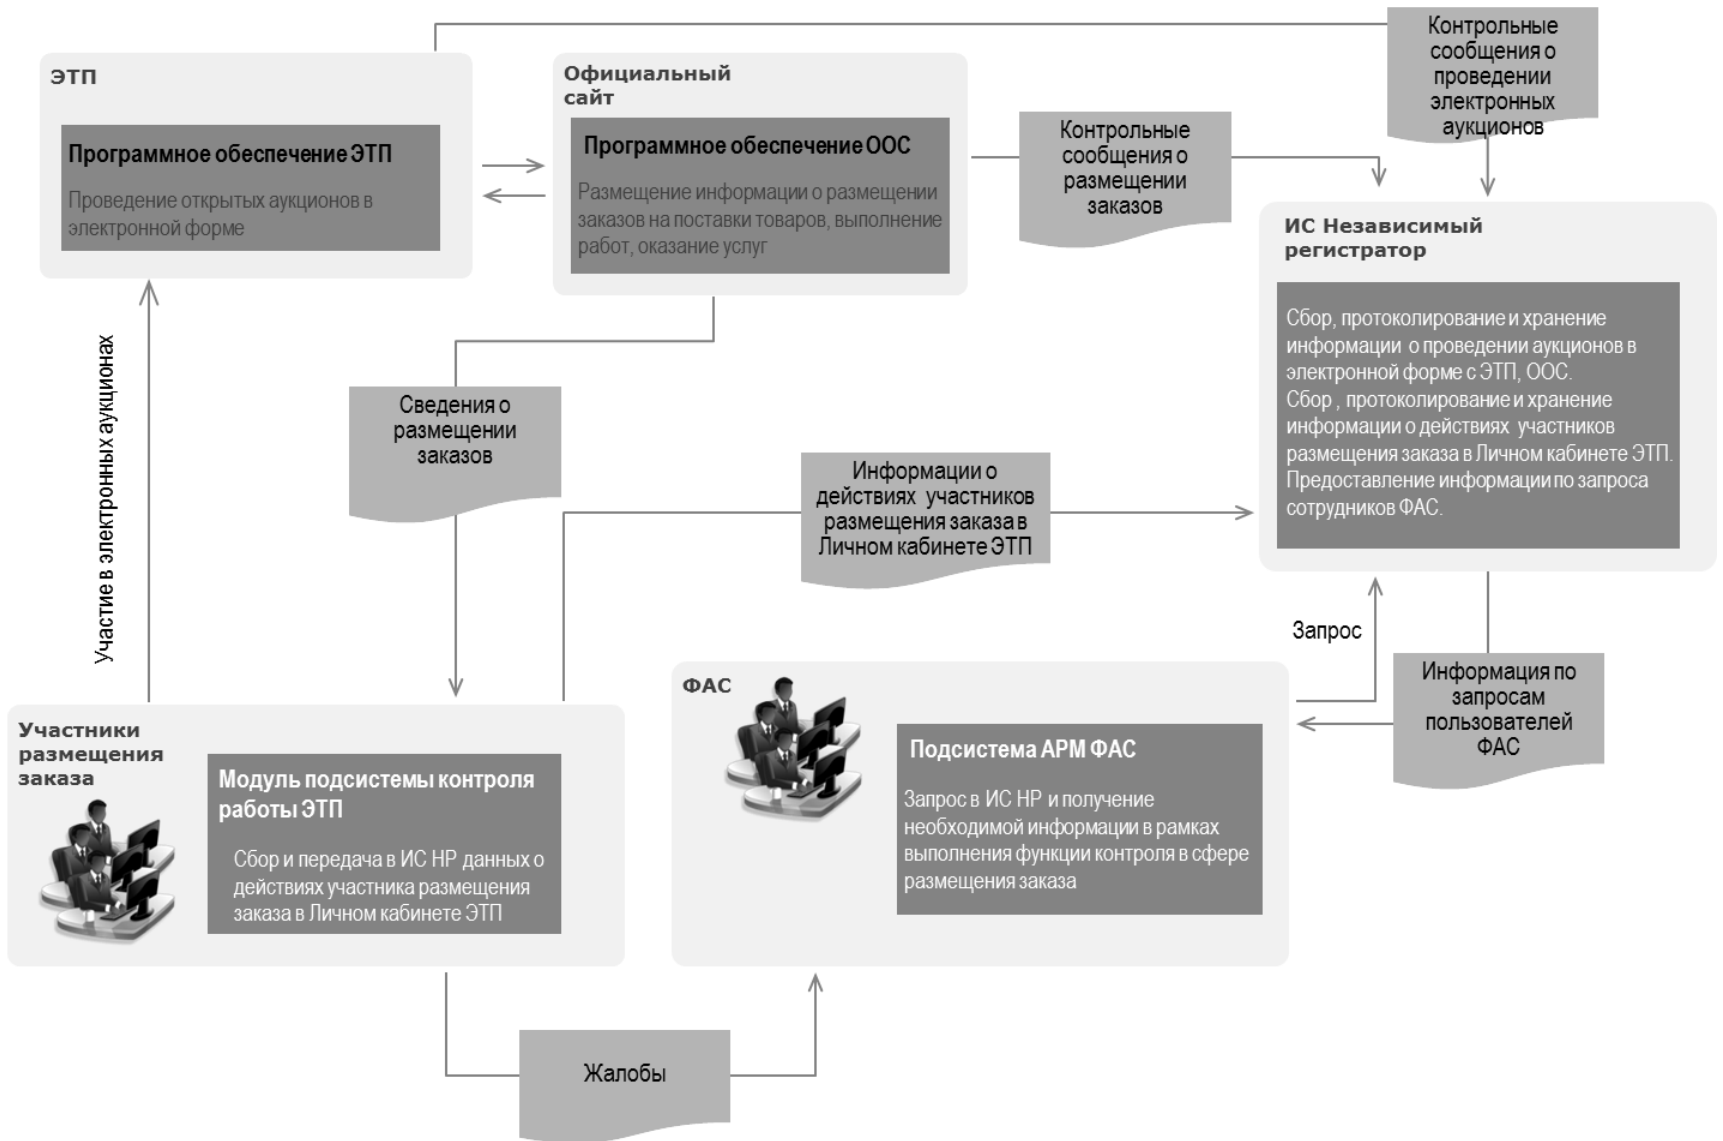 Контрольные
сообщения о
проведении
электронных
аукционов
ЭТП
Программное обеспечение ЭТП
Проведение открытых аукционов в
электронной форме
Официальный
сайт
Программное обеспечение ООС
Размещение информации о размещении
заказов на поставки товаров, выполнение
работ, оказание услуг
Контрольные
сообщения о
размещении
заказов
ИС Независимый
регистратор
Сбор, протоколирование и хранение
информации о проведении аукционов в
электронной форме с ЭТП, ООС.
Сбор , протоколирование и хранение
информации о действиях участников
размещения заказа в Личном кабинете ЭТП.
Предоставление информации по запроса
сотрудников ФАС.
Участие в электронных аукционах
Сведения о
размещении
заказов
Информации о
действиях участников
размещения заказа в
Личном кабинете ЭТП
Запрос
Информация по
запросам
пользователей
ФАС
Участники
размещения
заказа
Модуль подсистемы контроля
работы ЭТП
Сбор и передача в ИС НР данных о
действиях участника размещения
заказа в Личном кабинете ЭТП
ФАС
Подсистема АРМ ФАС
Запрос в ИС НР и получение
необходимой информации в рамках
выполнения функции контроля в сфере
размещения заказа
Жалобы